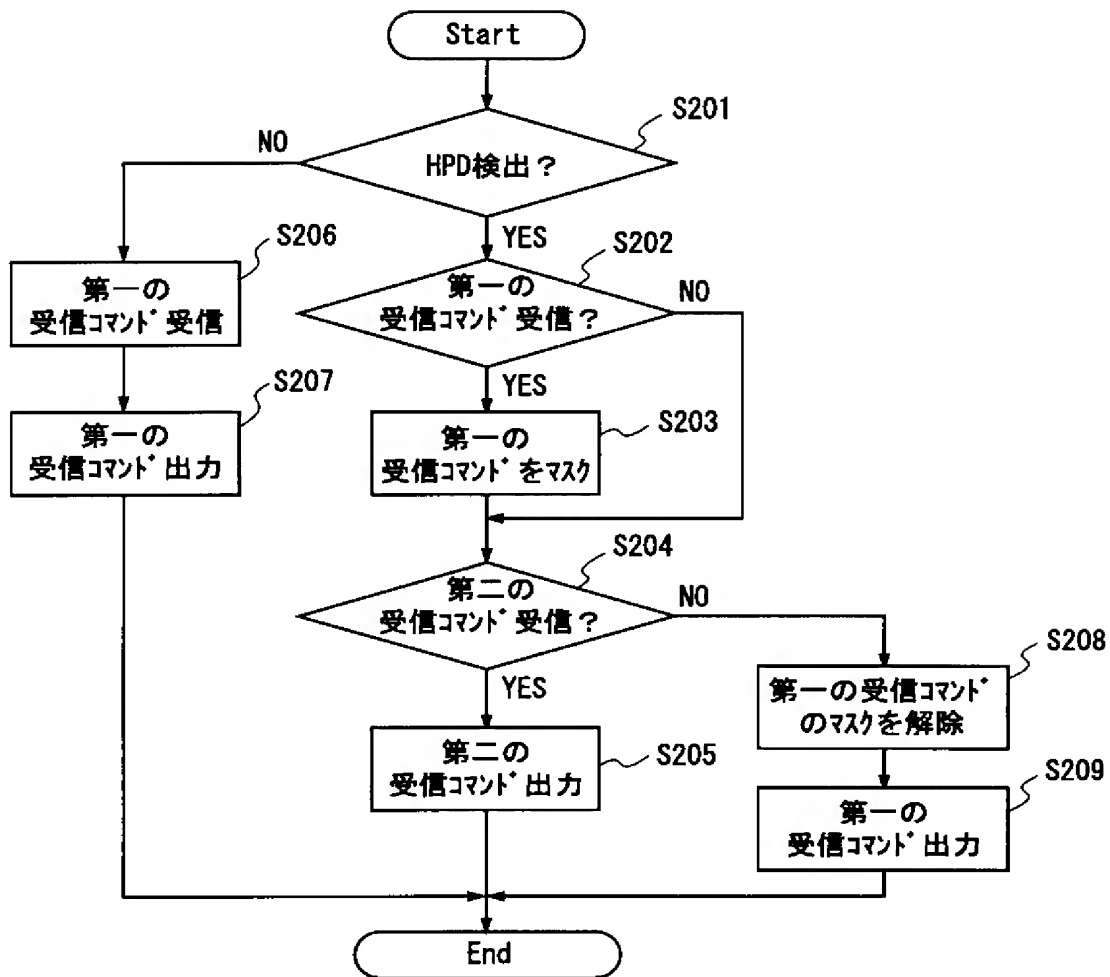 Start
S201
HPD検出？
NO
YES
S206
第一の
受信ｺﾏﾝﾄﾞ受信
S202
第一の
受信ｺﾏﾝﾄﾞ受信？
NO
YES
S207
第一の
受信ｺﾏﾝﾄﾞ出力
S203
第一の
受信ｺﾏﾝﾄﾞをﾏｽｸ
S204
第二の
受信ｺﾏﾝﾄﾞ受信？
NO
YES
S208
第一の受信ｺﾏﾝﾄﾞ
のﾏｽｸを解除
S205
第二の
受信ｺﾏﾝﾄﾞ出力
S209
第一の
受信ｺﾏﾝﾄﾞ出力
End